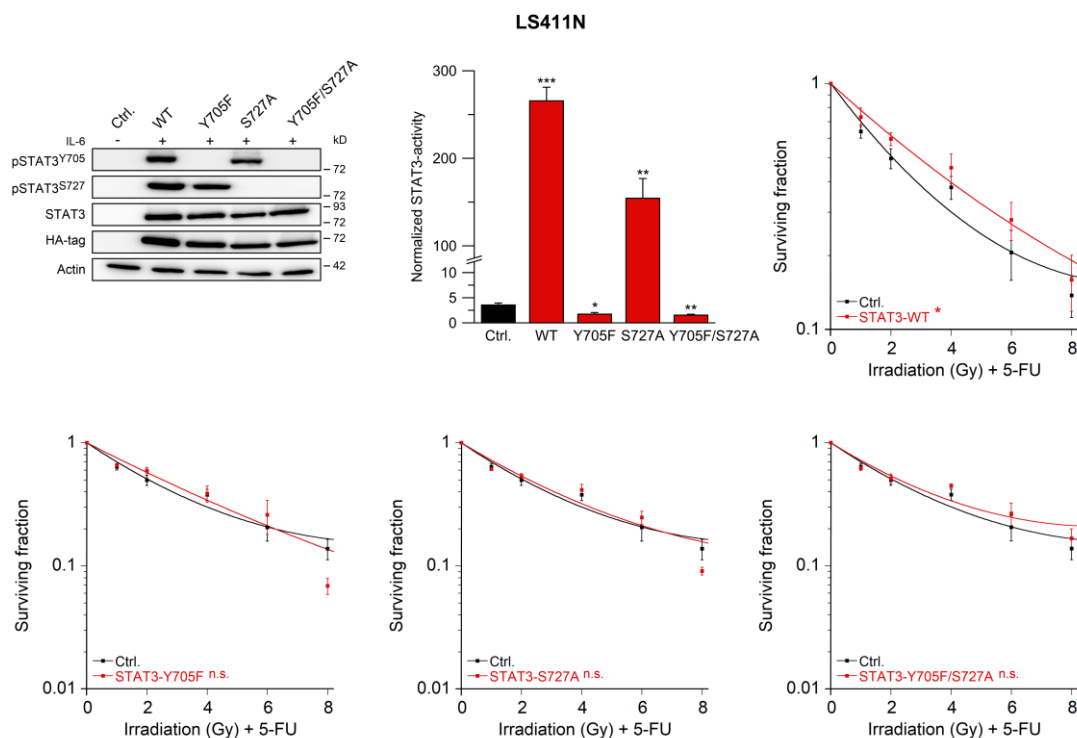 LS411N
Ctrl. WT Y705F S727A Y705F/S727A
IL-6 - + + + + kD
pSTAT3Y705 72
pSTAT3S727 72
STAT3 93 72
HA-tag 72
Actin 42
Normalized STAT3-activity
300
200
100
10
5
0
*** * ** **
Ctrl. WT Y705F S727A Y705F/S727A
Surviving fraction
1
0.1
Ctrl.
STAT3-WT *
0 2 4 6 8
Irradiation (Gy) + 5-FU
Surviving fraction
1
0.1
0.01
Ctrl.
STAT3-Y705F n.s.
0 2 4 6 8
Irradiation (Gy) + 5-FU
Surviving fraction
1
0.1
0.01
Ctrl.
STAT3-S727A n.s.
0 2 4 6 8
Irradiation (Gy) + 5-FU
Surviving fraction
1
0.1
0.01
Ctrl.
STAT3-Y705F/S727A n.s.
0 2 4 6 8
Irradiation (Gy) + 5-FU